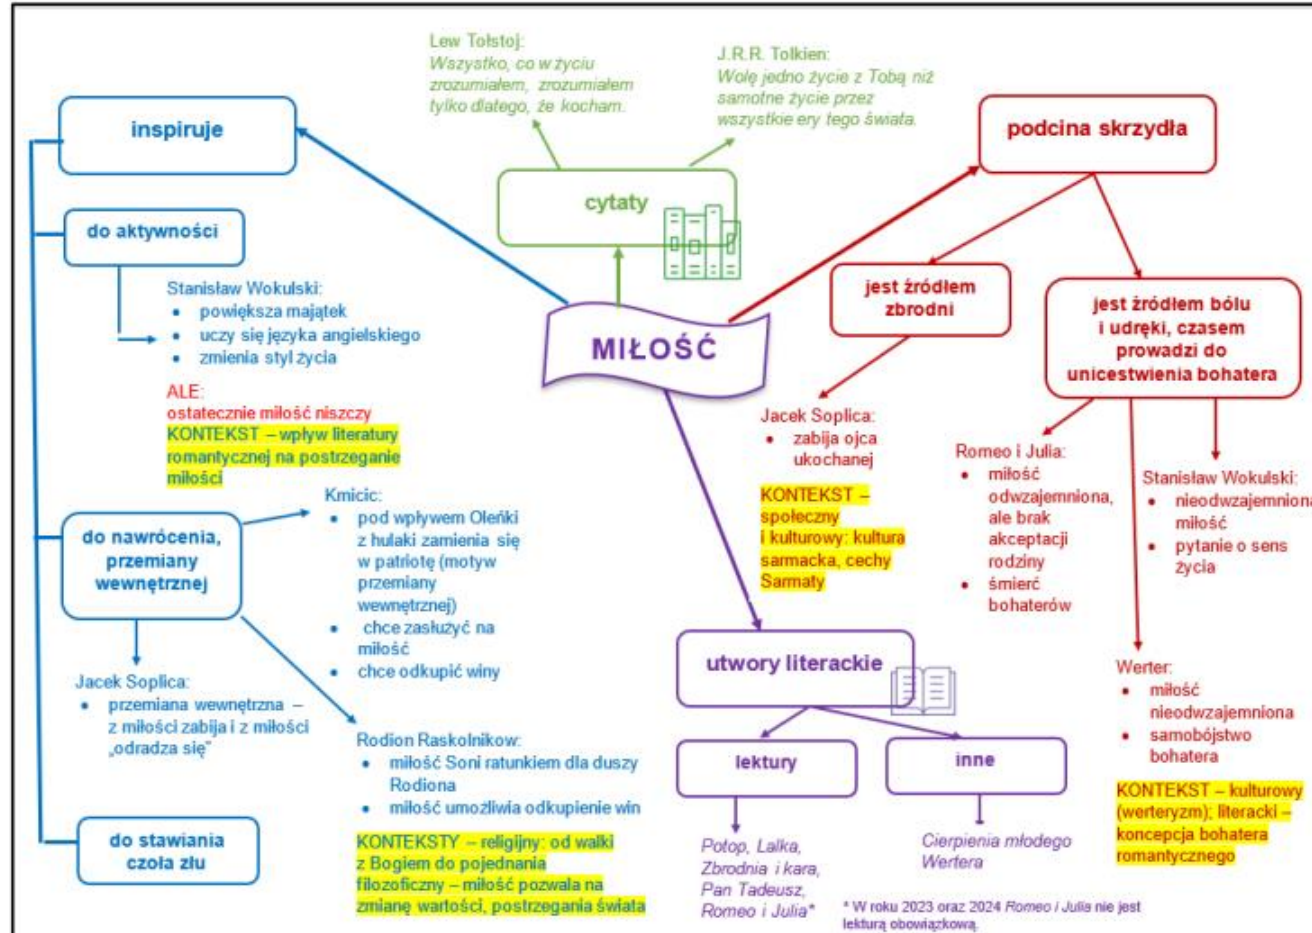 Lew Tołstoj:
Wszystko, co w życiu
zrozumiałem, zrozumiałem
tylko dlatego, że kocham.
J.R.R. Tolkien:
Wolę jedno życie z Tobą niż
samotne życie przez
wszystkie ery tego świata.
cytaty
MIŁOŚĆ
inspiruje
do aktywności
Stanisław Wokulski:
• powiększa majątek
• uczy się języka angielskiego
• zmienia styl życia
ALE:
ostatecznie miłość niszczy
KONTEKST – wpływ literatury
romantycznej na postrzeganie
miłości
do nawrócenia,
przemiany
wewnętrznej
Kmicic:
• pod wpływem Oleńki
z hulaki zamienia się
w patriotę (motyw
przemiany
wewnętrznej)
• chce zasłużyć na
miłość
• chce odkupić winy
Jacek Soplica:
• przemiana wewnętrzna –
z miłości zabija i z miłości
„odradza się”
Rodion Raskolnikow:
• miłość Soni ratunkiem dla duszy
Rodiona
• miłość umożliwia odkupienie win
KONTEKSTY – religijny: od walki
z Bogiem do pojednania
filozoficzny – miłość pozwala na
zmianę wartości, postrzegania świata
do stawiania
czoła złu
podcina skrzydła
jest źródłem
zbrodni
Jacek Soplica:
• zabija ojca
ukochanej
KONTEKST –
społeczny
i kulturowy: kultura
sarmacka, cechy
Sarmaty
jest źródłem bólu
i udręki, czasem
prowadzi do
unicestwienia bohatera
Romeo i Julia:
• miłość
odwzajemniona,
ale brak
akceptacji
rodziny
• śmierć
bohaterów
Stanisław Wokulski:
• nieodwzajemniona
miłość
• pytanie o sens
życia
Werter:
• miłość
nieodwzajemniona
• samobójstwo
bohatera
KONTEKST – kulturowy
(werteryzm); literacki –
koncepcja bohatera
romantycznego
utwory literackie
lektury
Potop, Lalka,
Zbrodnia i kara,
Pan Tadeusz,
Romeo i Julia*
inne
Cierpienia młodego
Wertera
* W roku 2023 oraz 2024 Romeo i Julia nie jest
lekturą obowiązkową.